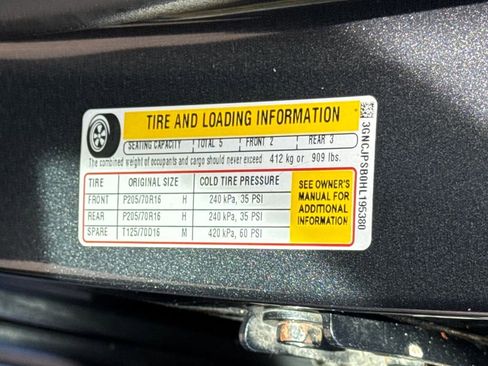 TIRE AND LOADING INFORMATION
SEATING CAPACITY TOTAL 5 FRONT 2 REAR 3
The combined weight of occupants and cargo should never exceed 412 kg or 909 lbs.
TIRE ORIGINAL SIZE COLD TIRE PRESSURE
FRONT P205/70R16 H 240 kPa, 35 PSI
REAR P205/70R16 H 240 kPa, 35 PSI
SPARE T125/70D16 M 420 kPa, 60 PSI
SEE OWNER'S
MANUAL FOR
ADDITIONAL
INFORMATION
3GNCJPSB0HL195380